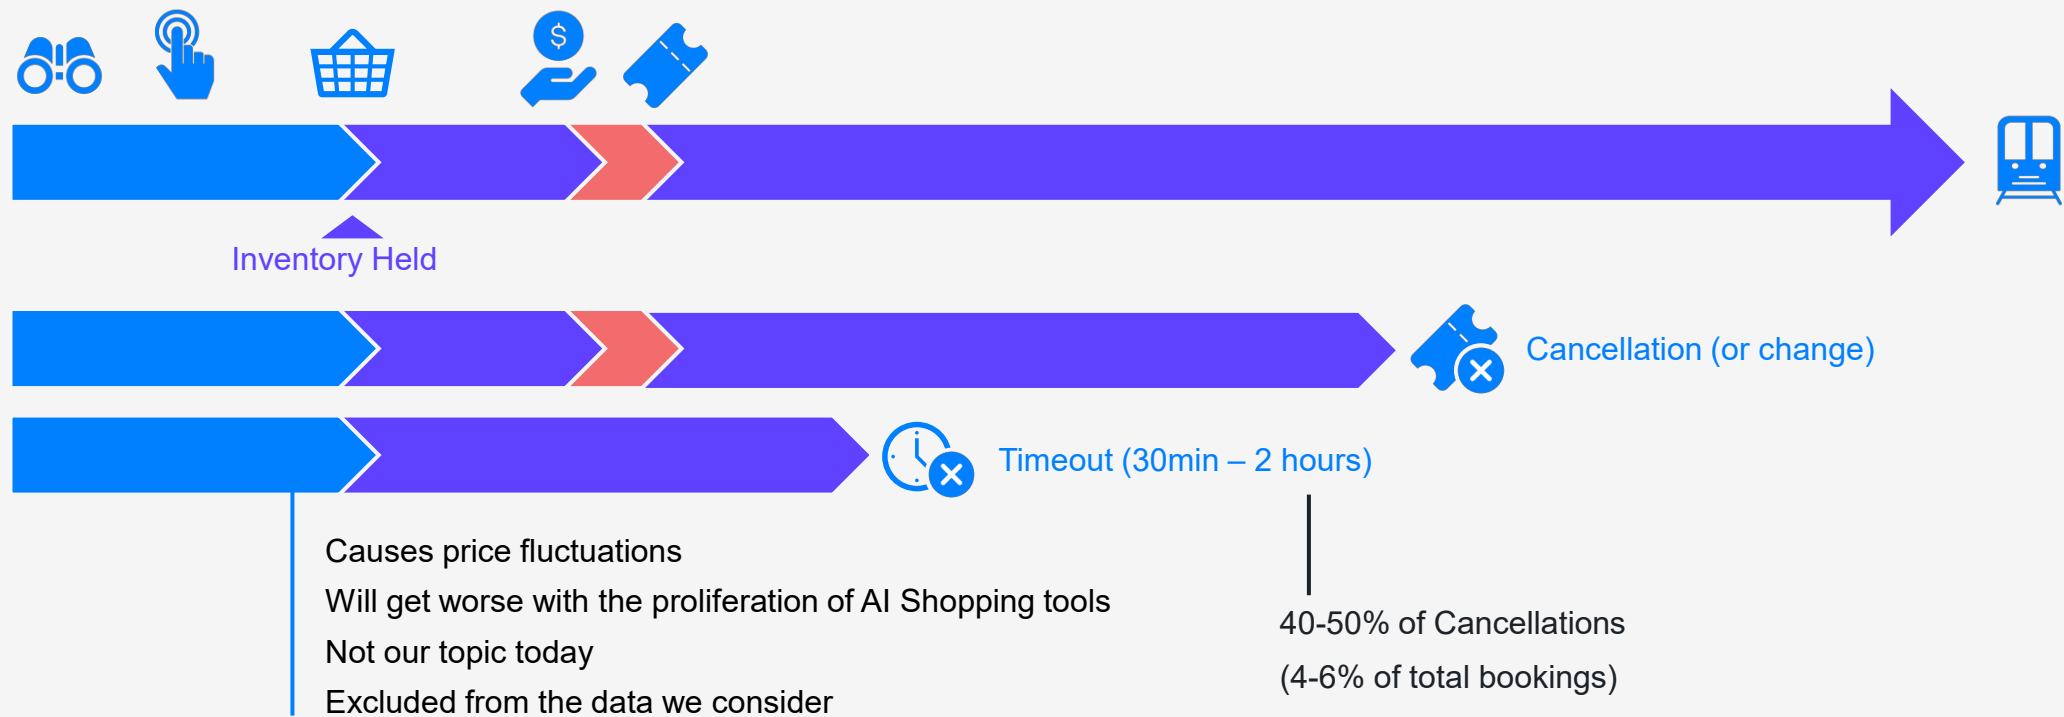 $
Inventory Held
Cancellation (or change)
Timeout (30min – 2 hours)
Causes price fluctuations
Will get worse with the proliferation of AI Shopping tools
Not our topic today
Excluded from the data we consider
40-50% of Cancellations
(4-6% of total bookings)